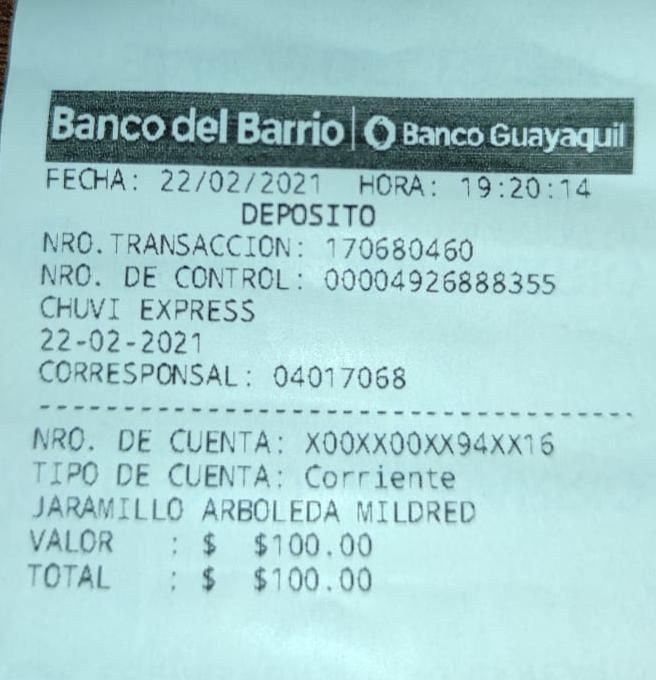 Banco del Barrio | Banco Guayaquil
FECHA: 22/02/2021 HORA: 19:20:14
DEPOSITO
NRO.TRANSACCION: 170680460
NRO. DE CONTROL: 00004926888355
CHUVI EXPRESS
22-02-2021
CORRESPONSAL: 04017068
NRO. DE CUENTA: X00XX00XX94XX16
TIPO DE CUENTA: Corriente
JARAMILLO ARBOLEDA MILDRED
VALOR : $ $100.00
TOTAL : $ $100.00